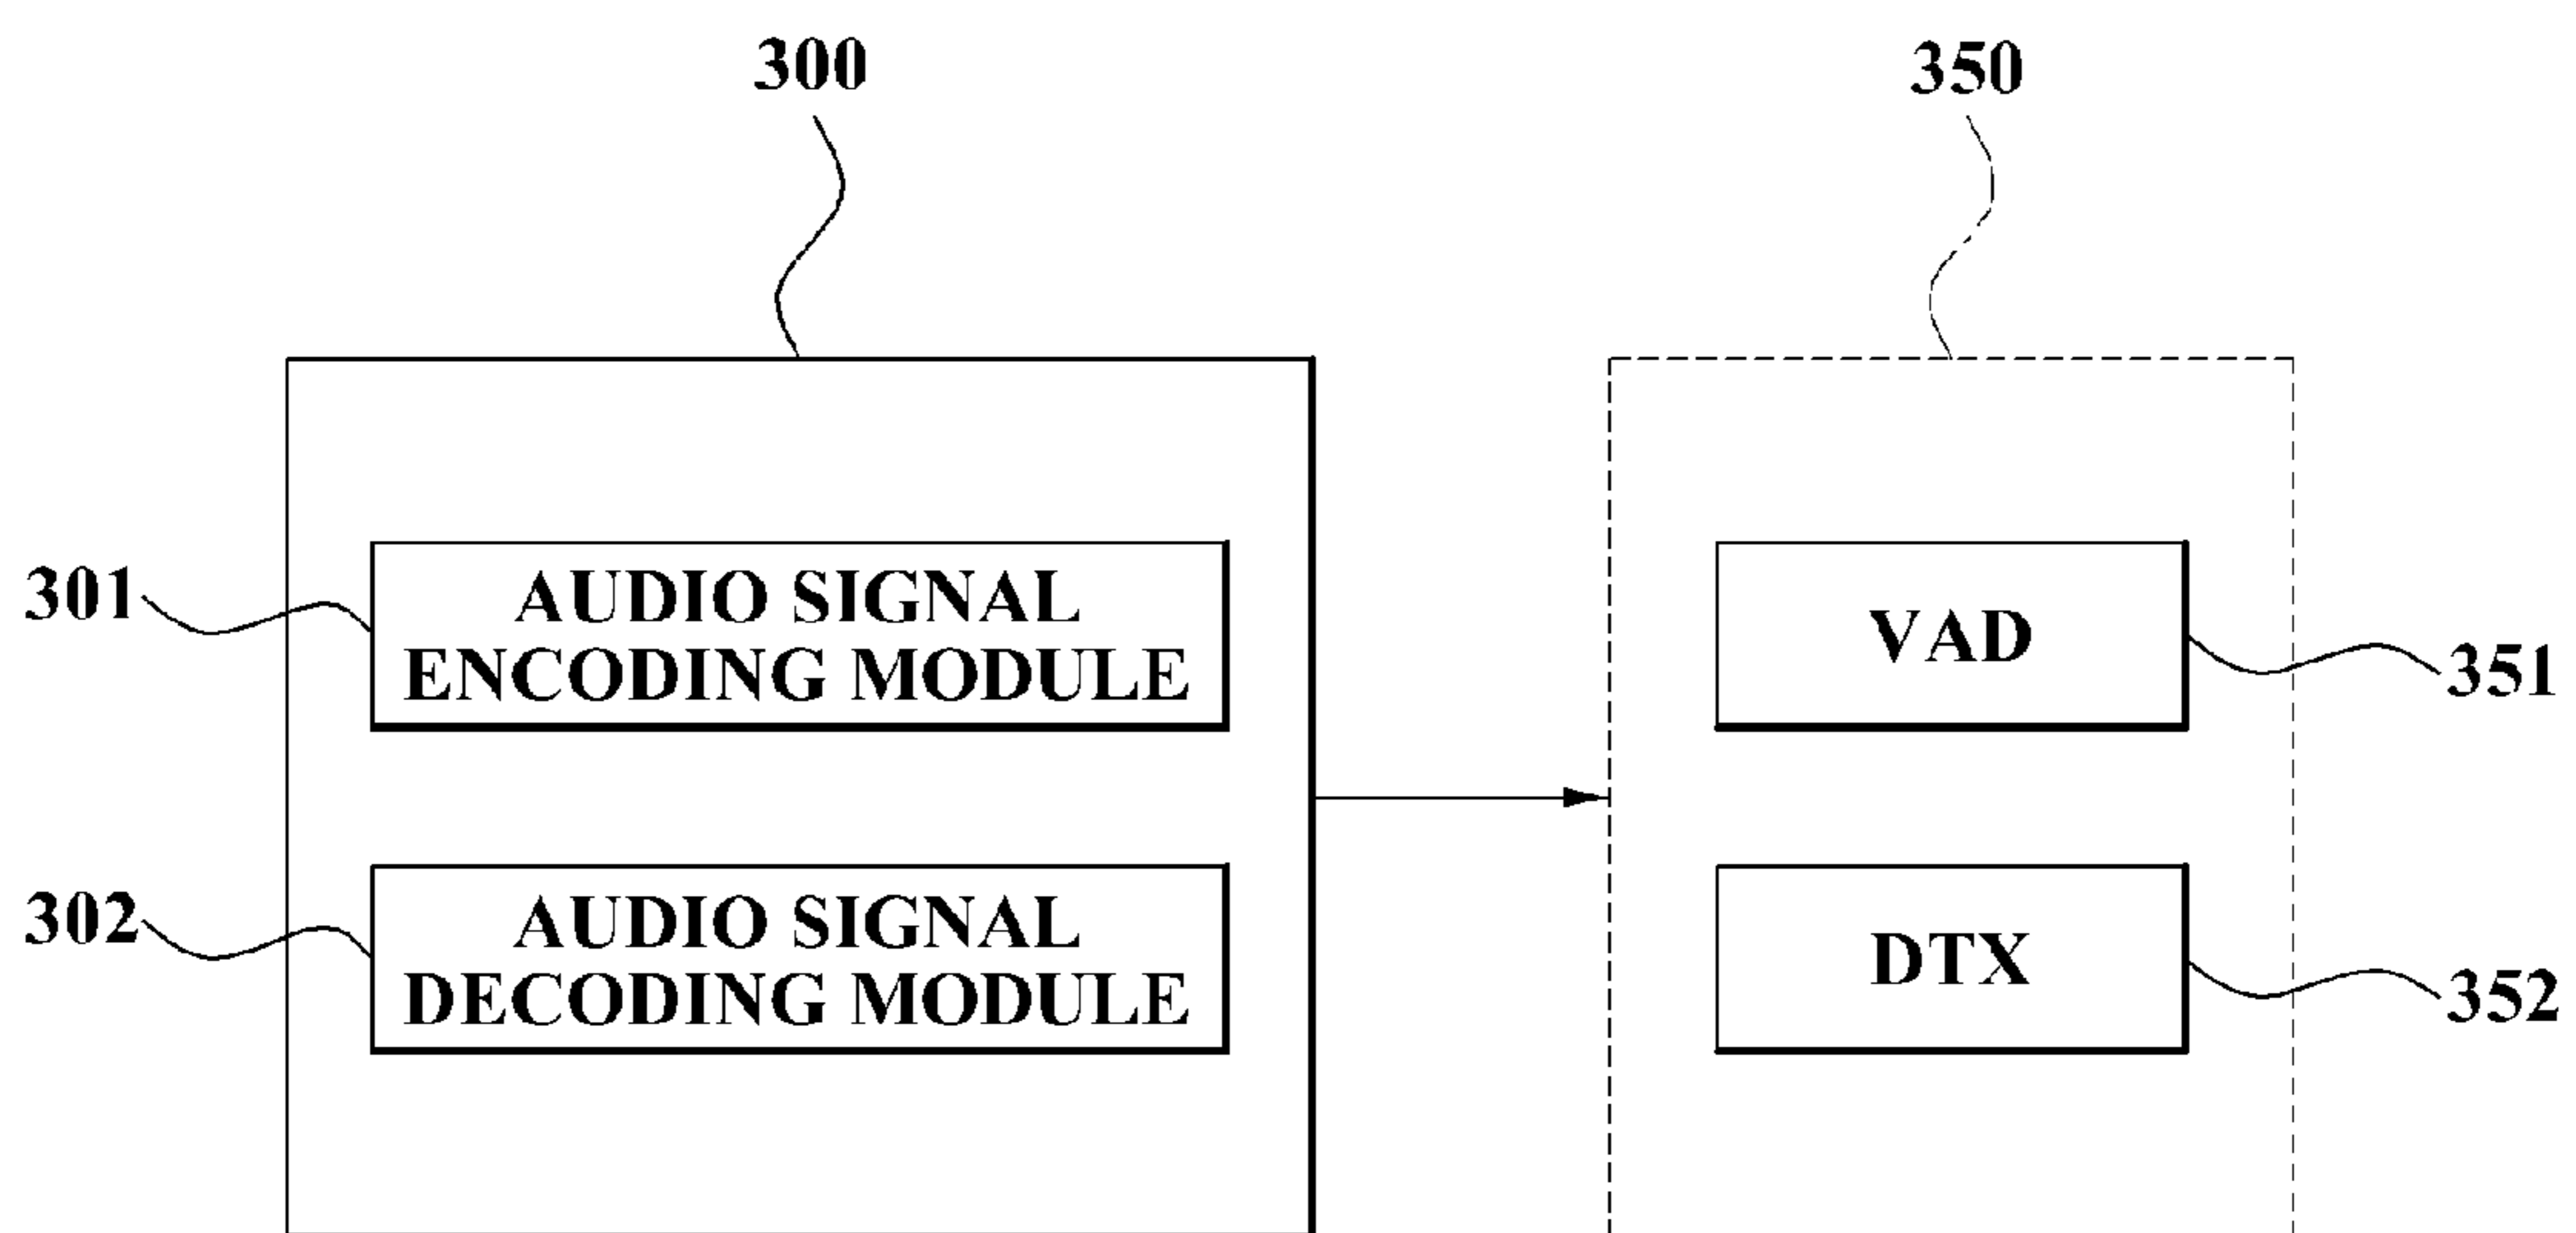 300
350
301
AUDIO SIGNAL
ENCODING MODULE
VAD
351
302
AUDIO SIGNAL
DECODING MODULE
DTX
352